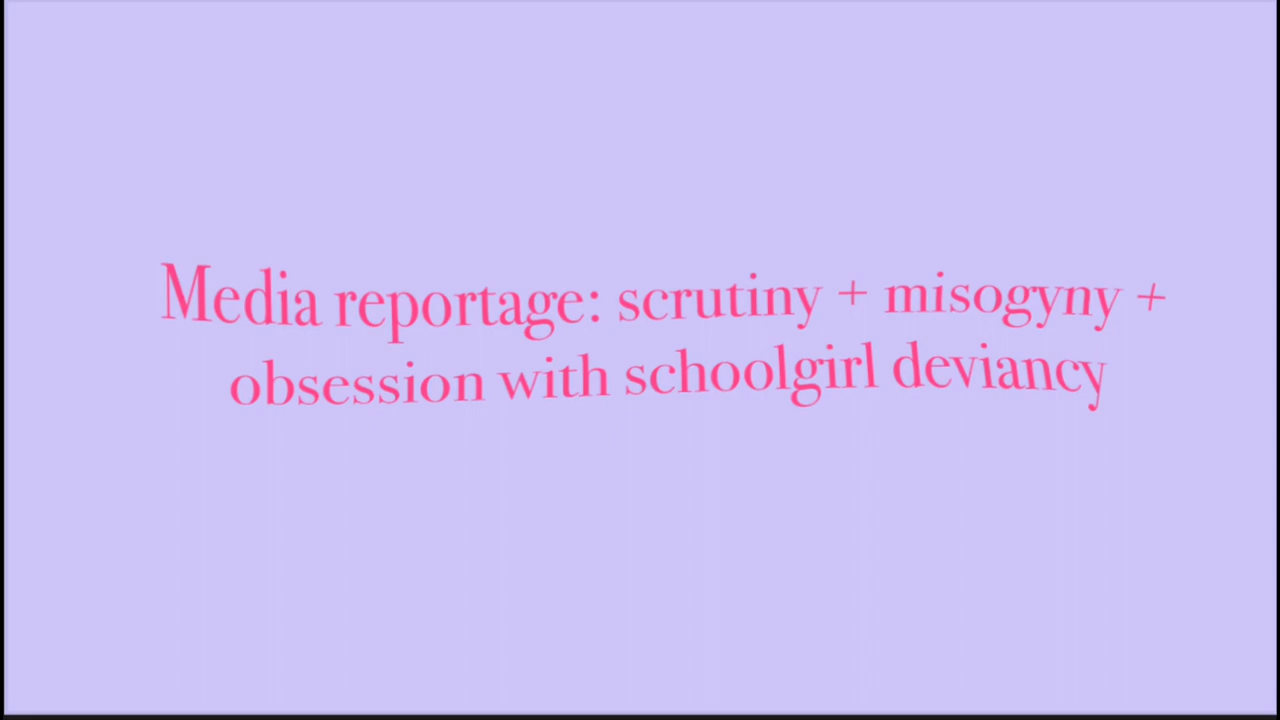 Media reportage: scrutiny + misogyny +
obsession with schoolgirl deviancy